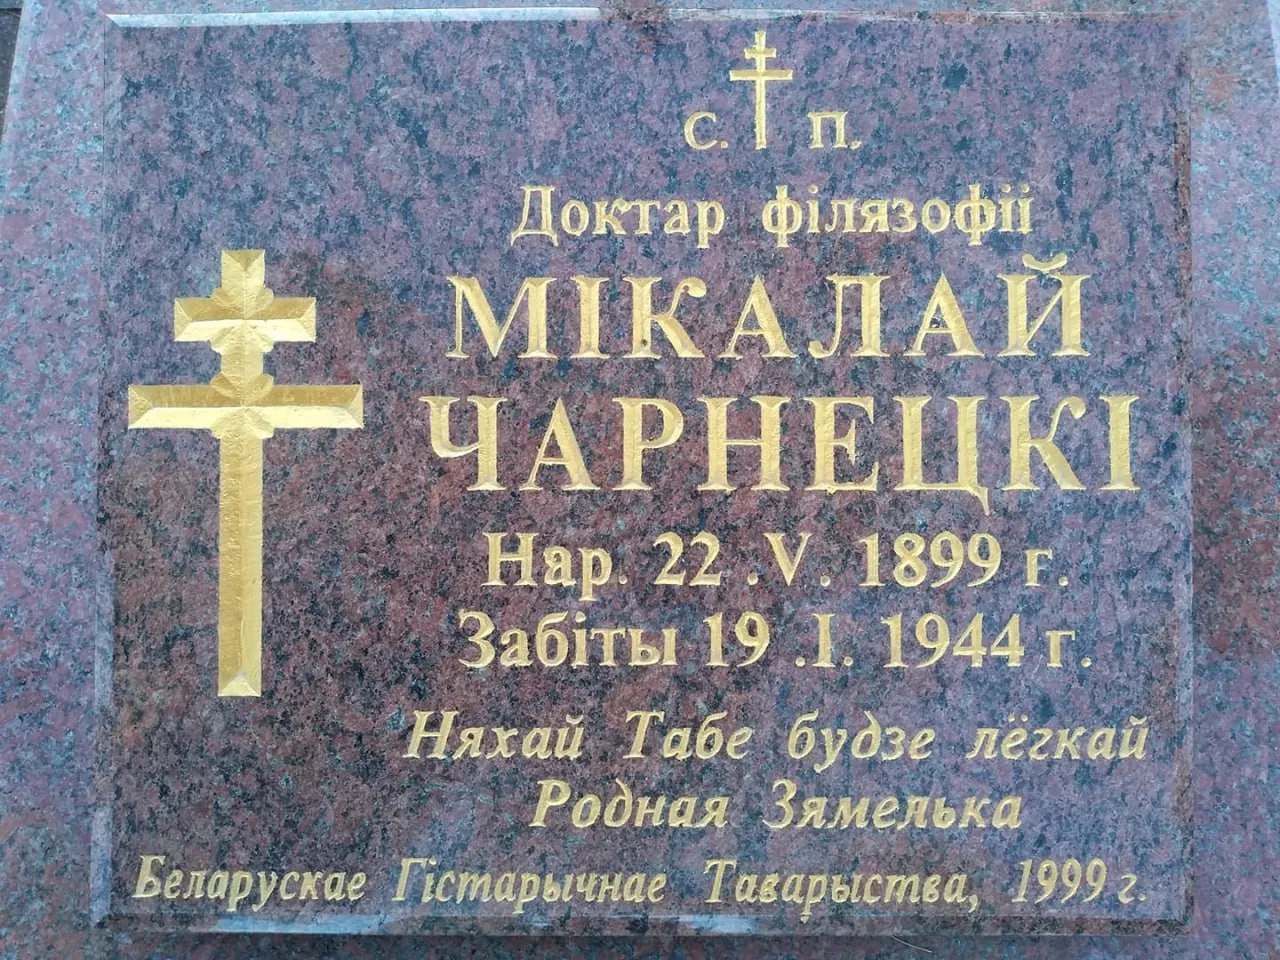 С. П.
Доктар філязофіі
МІКАЛАЙ
ЧАРНЕЦКІ
Нар. 22 .V. 1899 г.
Забіты 19 .I. 1944 г.
Няхай Табе будзе лёгкай
Родная Зямелька
Беларускае Гістарычнае Таварыства, 1999 г.